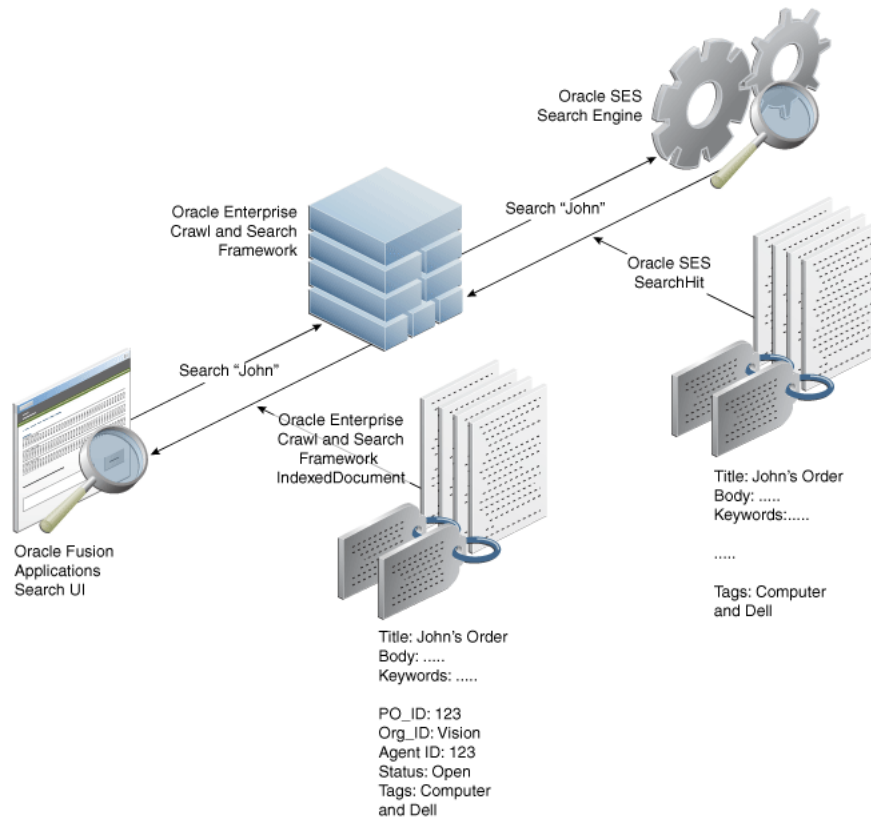 Oracle SES
Search Engine
Oracle Enterprise
Crawl and Search
Framework
Search “John”
Oracle SES
SearchHit
Search “John”
Oracle Enterprise
Crawl and Search
Framework
IndexedDocument
Oracle Fusion
Applications
Search UI
Title: John's Order
Body: .....
Keywords:.....
.....
Tags: Computer
and Dell
Title: John's Order
Body: .....
Keywords: .....
PO_ID: 123
Org_ID: Vision
Agent ID: 123
Status: Open
Tags: Computer
and Dell